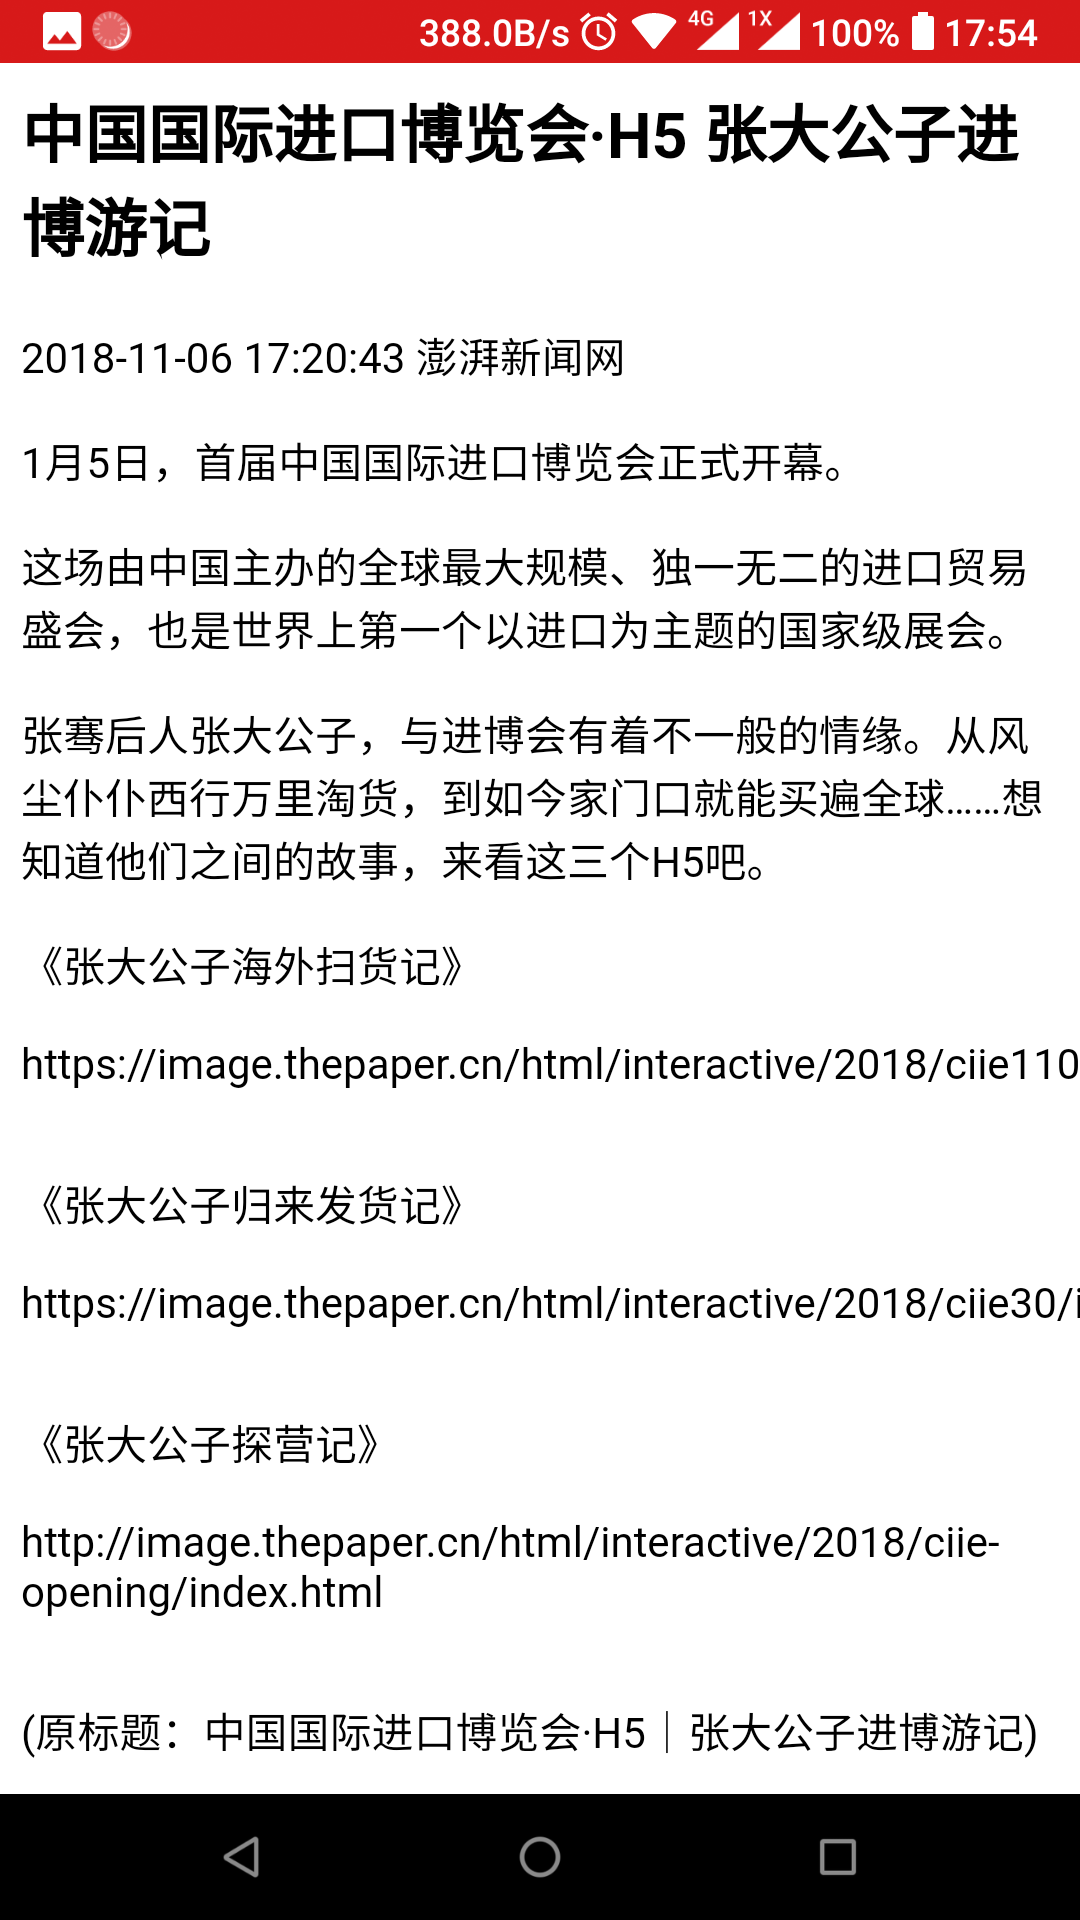 388.0B/s 4G 1X 100% 17:54
中国国际进口博览会·H5 张大公子进
博游记
2018-11-06 17:20:43 澎湃新闻网
1月5日，首届中国国际进口博览会正式开幕。
这场由中国主办的全球最大规模、独一无二的进口贸易
盛会，也是世界上第一个以进口为主题的国家级展会。
张骞后人张大公子，与进博会有着不一般的情缘。从风
尘仆仆西行万里淘货，到如今家门口就能买遍全球……想
知道他们之间的故事，来看这三个H5吧。
《张大公子海外扫货记》
https://image.thepaper.cn/html/interactive/2018/ciie110
《张大公子归来发货记》
https://image.thepaper.cn/html/interactive/2018/ciie30/i
《张大公子探营记》
http://image.thepaper.cn/html/interactive/2018/ciie-
opening/index.html
(原标题：中国国际进口博览会·H5｜张大公子进博游记)